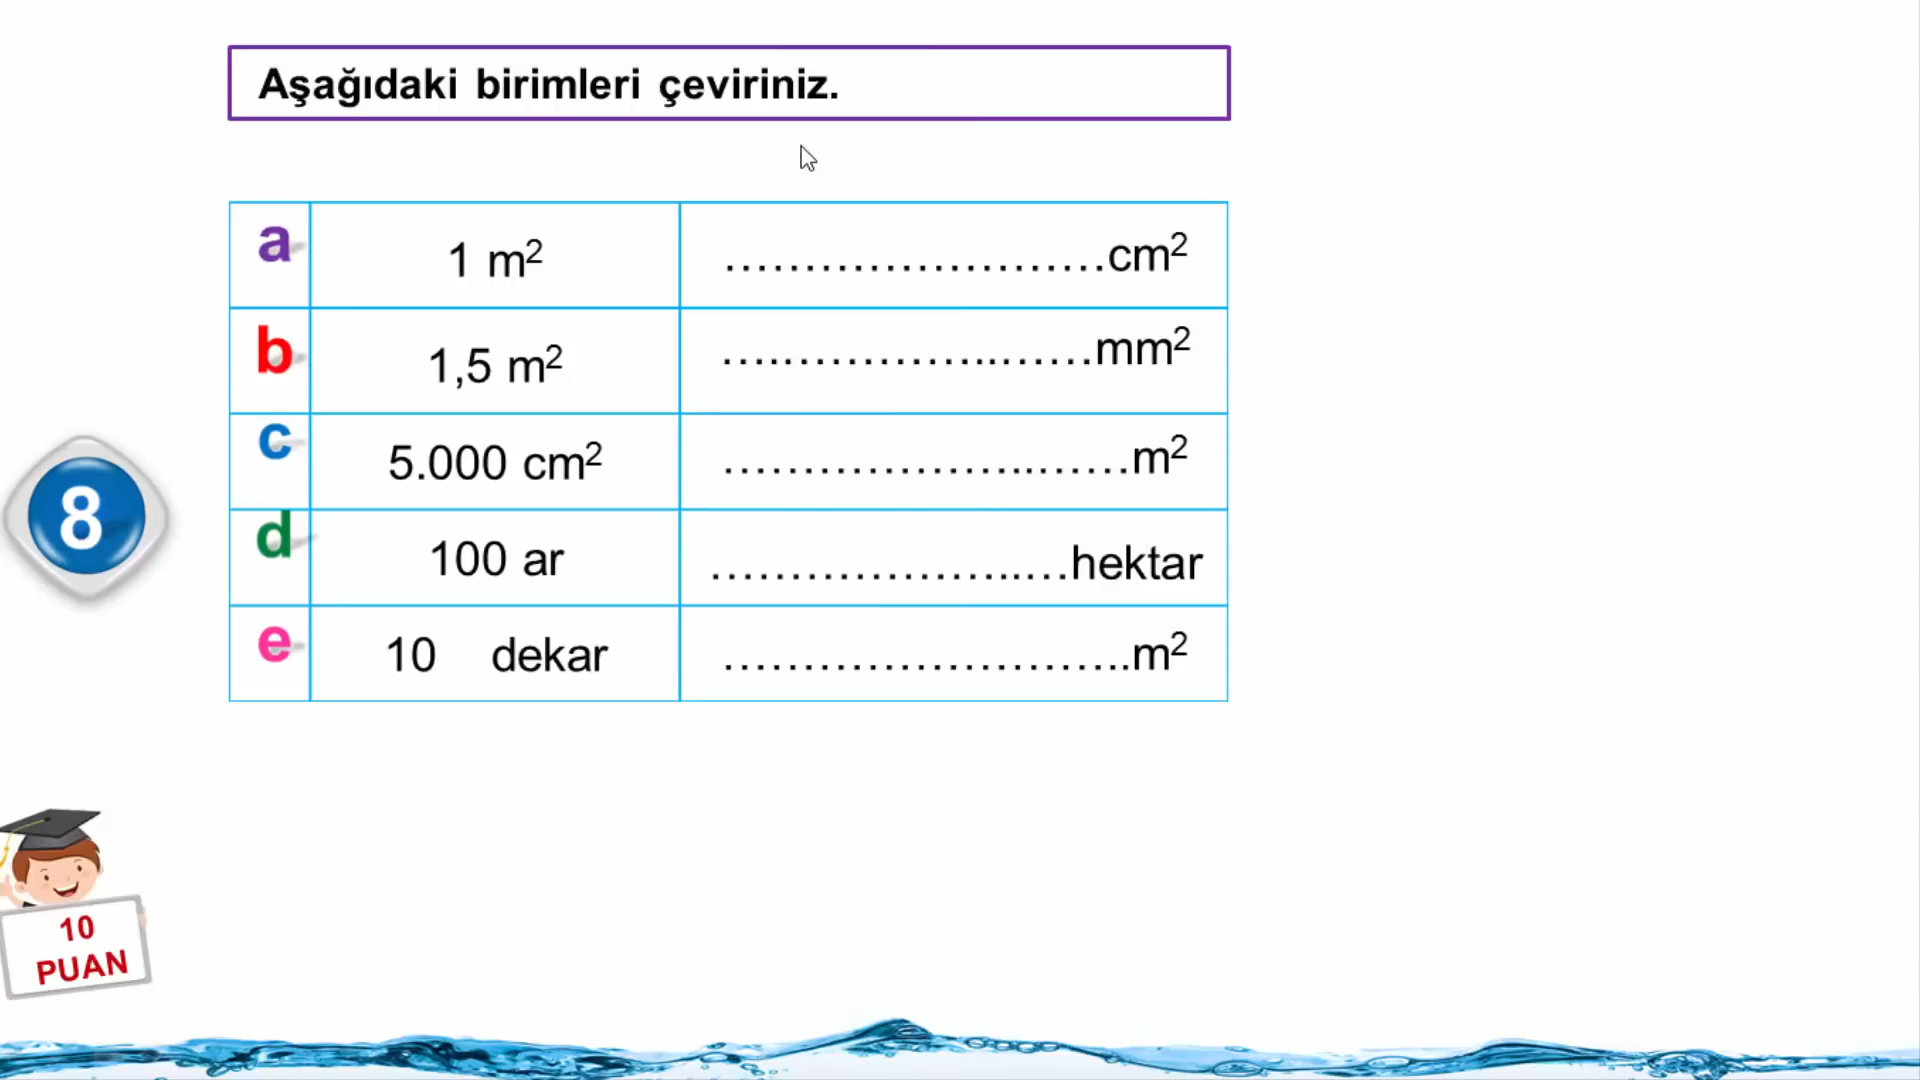 Aşağıdaki birimleri çeviriniz.
a 1 m² ……………………cm²
b 1,5 m² ….…………..……mm²
c 5.000 cm² ………………..……m²
8
d 100 ar ………………..…hektar
e 10 dekar …………………….m²
10
PUAN